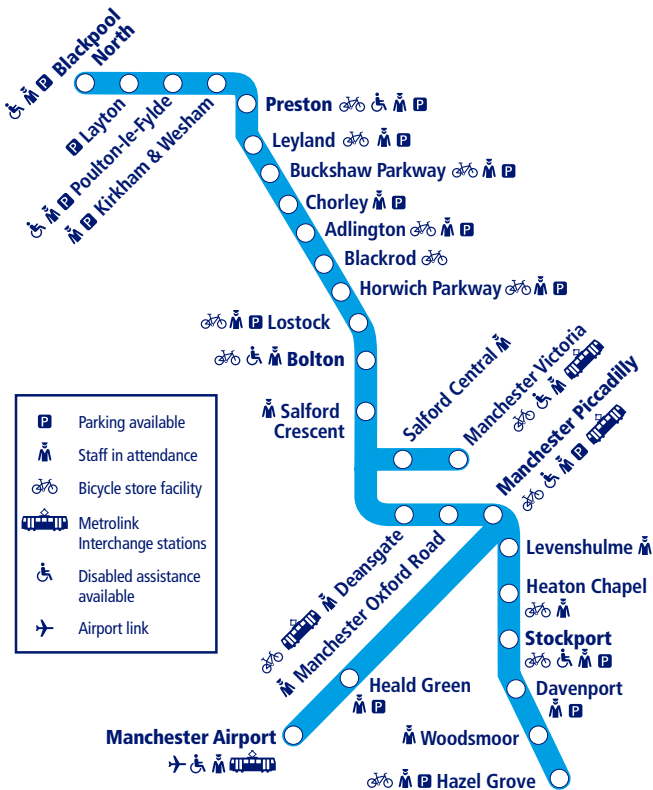 Blackpool
North
P Layton
Poulton-le-Fylde
Kirkham & Wesham
Preston
Leyland
Buckshaw Parkway
Chorley
Adlington
Blackrod
Horwich Parkway
Lostock
Bolton
Salford
Crescent
Salford Central
Manchester Victoria
Manchester Piccadilly
Deansgate
Manchester Oxford Road
Levenshulme
Heaton Chapel
Stockport
Davenport
Woodsmoor
Hazel Grove
Heald Green
Manchester Airport
P Parking available
Staff in attendance
Bicycle store facility
Metrolink
Interchange stations
Disabled assistance
available
Airport link